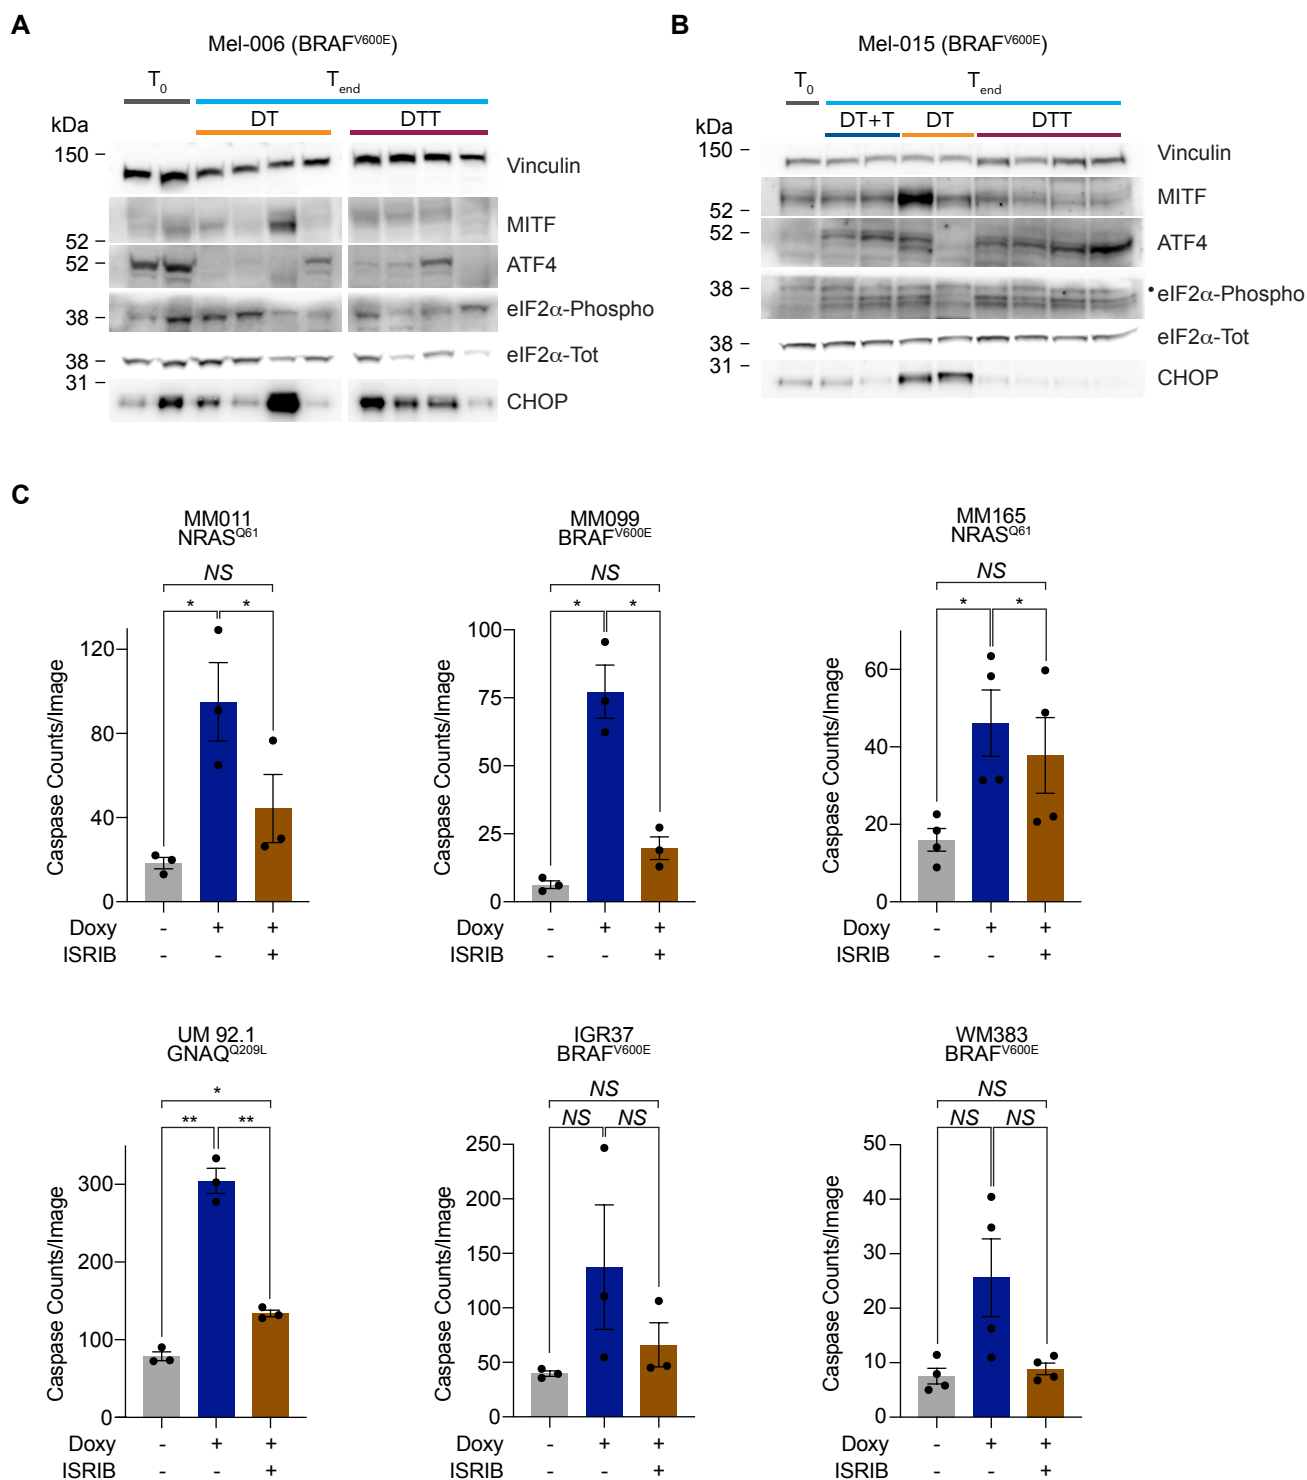 A
Mel-006 (BRAFV600E)
T0 Tend
DT DTT
kDa
150
Vinculin
MITF
52
52
ATF4
38
eIF2α-Phospho
38
eIF2α-Tot
31
CHOP
B
Mel-015 (BRAFV600E)
T0 Tend
DT+T DT DTT
kDa
150
Vinculin
MITF
52
52
ATF4
38
•eIF2α-Phospho
38
eIF2α-Tot
31
CHOP
C
MM011
NRASQ61
NS
* *
Caspase Counts/Image
120
80
40
0
Doxy - + +
ISRIB - - +
MM099
BRAFV600E
NS
* *
Caspase Counts/Image
100
75
50
25
0
Doxy - + +
ISRIB - - +
MM165
NRASQ61
NS
* *
Caspase Counts/Image
60
40
20
0
Doxy - + +
ISRIB - - +
UM 92.1
GNAQQ209L
*
** **
Caspase Counts/Image
300
200
100
0
Doxy - + +
ISRIB - - +
IGR37
BRAFV600E
NS
NS NS
Caspase Counts/Image
250
200
150
100
50
0
Doxy - + +
ISRIB - - +
WM383
BRAFV600E
NS
NS NS
Caspase Counts/Image
50
40
30
20
10
0
Doxy - + +
ISRIB - - +